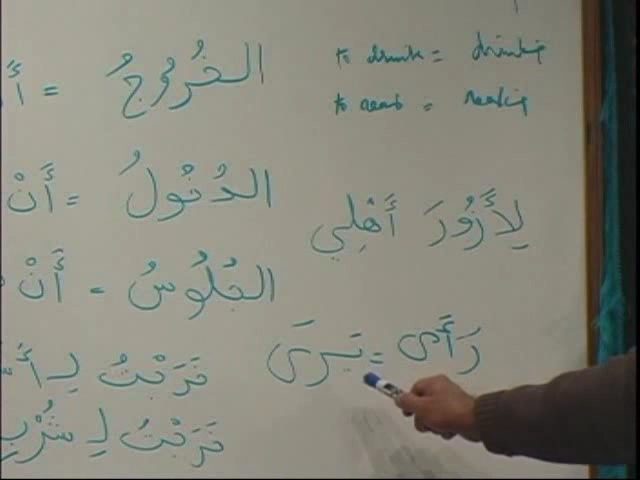 to drink = drinking
to read = reading
الخُرُوجُ = أَ
الدُخُولُ = أَنْ
لِأَزُورَ أَهْلِي
الجُلُوسُ = أَنْ
رَأَى = يَرَى
لِ
لِ شُرْبِ